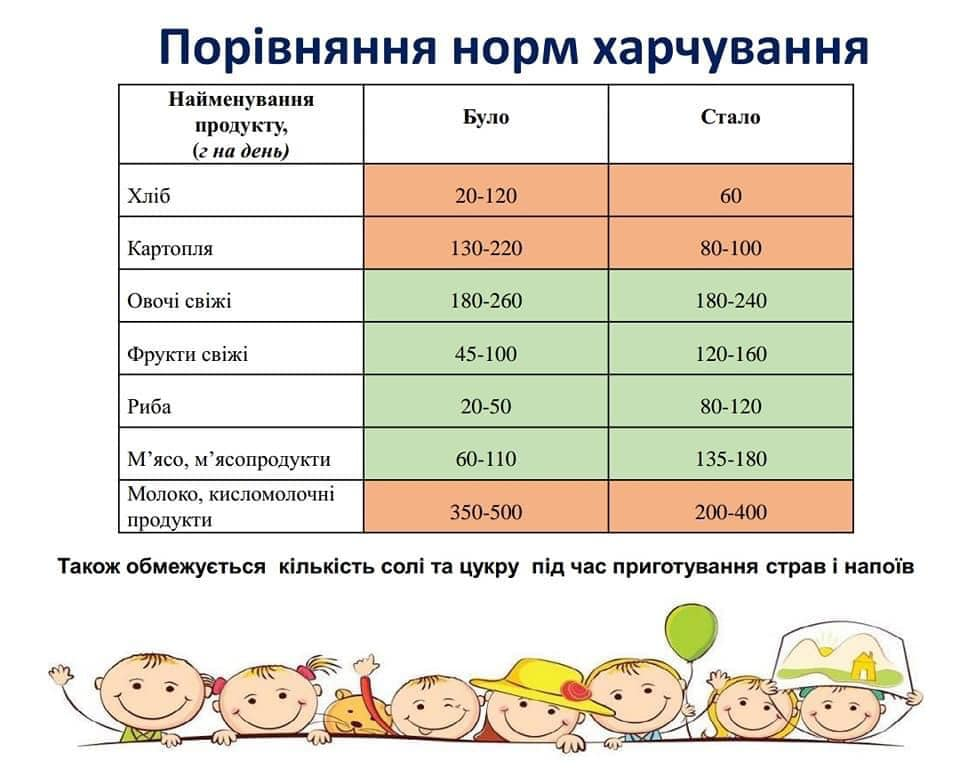 Порівняння норм харчування
Найменування
продукту,
(г на день)
Було
Стало
Хліб
20-120
60
Картопля
130-220
80-100
Овочі свіжі
180-260
180-240
Фрукти свіжі
45-100
120-160
Риба
20-50
80-120
М’ясо, м’ясопродукти
60-110
135-180
Молоко, кисломолочні
продукти
350-500
200-400
Також обмежується кількість солі та цукру під час приготування страв і напоїв